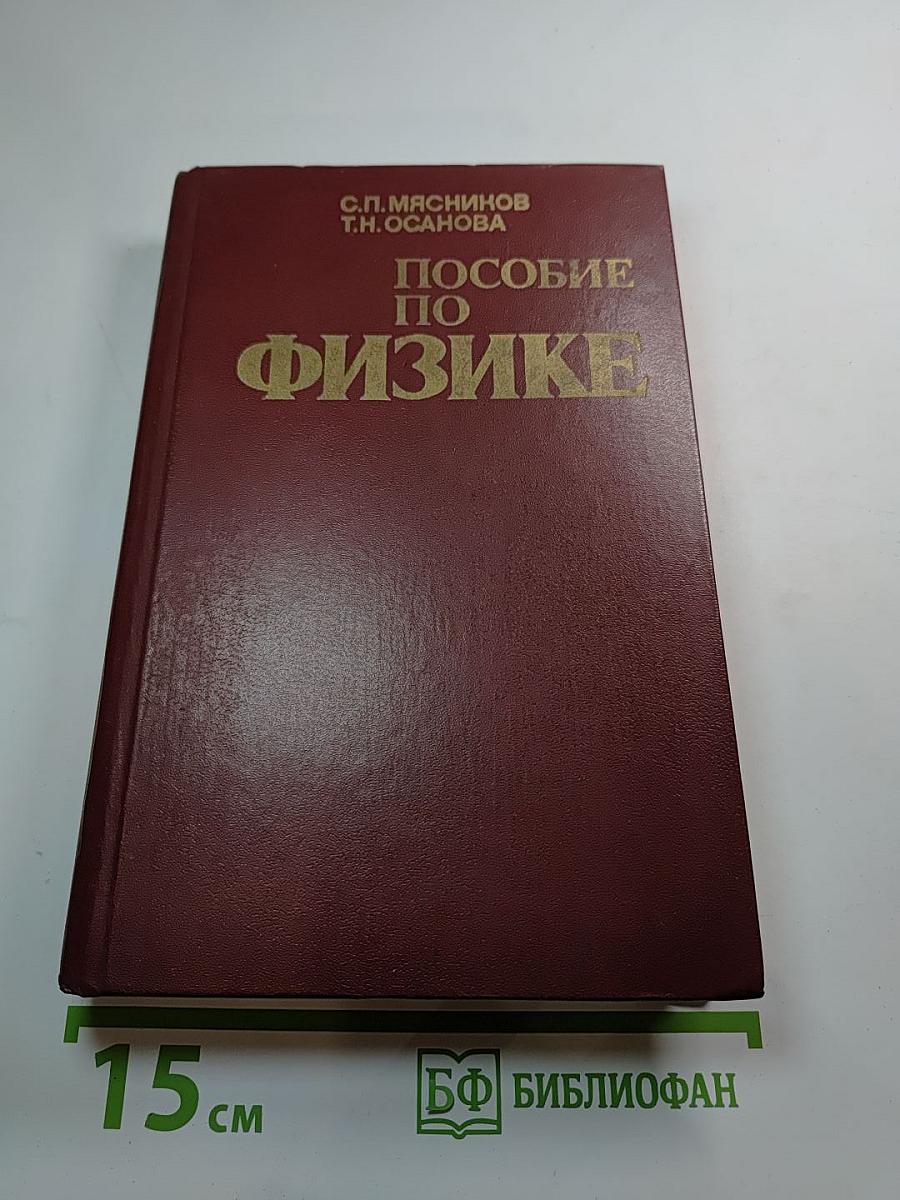 С.П. МЯСНИКОВ
Т.Н. ОСАНОВА
ПОСОБИЕ
ПО
ФИЗИКЕ
15 СМ
БФ БИБЛИОФАН